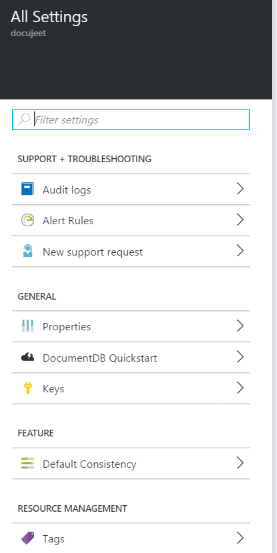 All Settings
docujeet
Filter settings
SUPPORT + TROUBLESHOOTING
Audit logs
Alert Rules
New support request
GENERAL
Properties
DocumentDB Quickstart
Keys
FEATURE
Default Consistency
RESOURCE MANAGEMENT
Tags